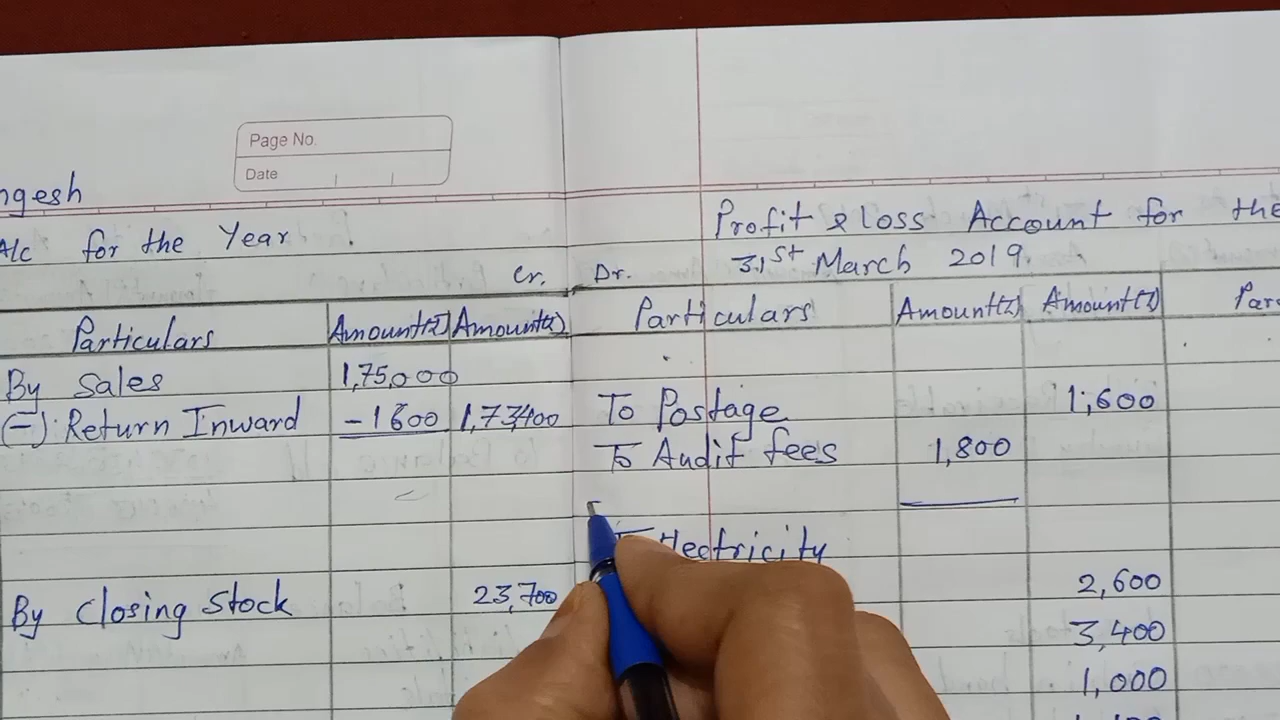 Page No.
Date
ngesh
A/c for the Year
Cr.
Particulars Amount(₹) Amount(₹)
By Sales 1,75,000
(-) Return Inward -1600 1,73,400
By Closing Stock 23,700
Profit & Loss Account for the
31st March 2019.
Dr.
Particulars Amount(₹) Amount(₹) Par
To Postage 1,600
To Audit fees 1,800
Electricity
2,600
3,400
1,000